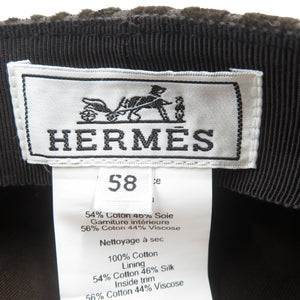 HERMÈS
58
54% Coton 46% Soie
Garniture intérieure
56% Coton 44% Viscose
Nettoyage à sec
100% Cotton
Lining
54% Cotton 46% Silk
Inside trim
56% Cotton 44% Viscose